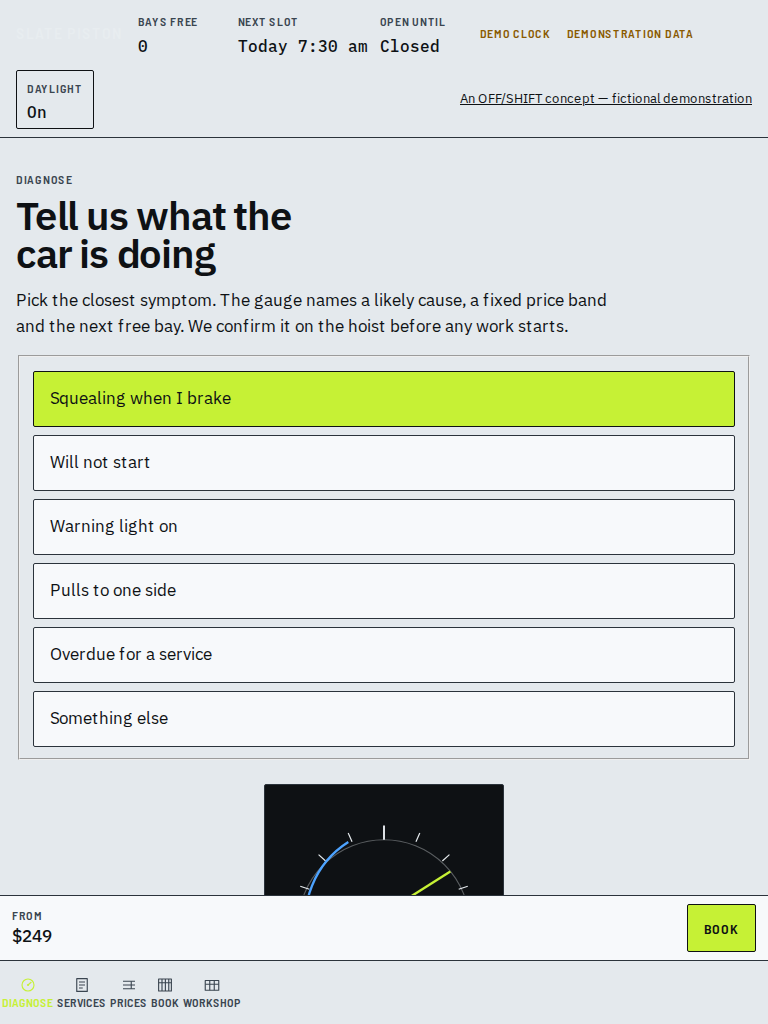 SLATE PISTON
BAYS FREE
0
NEXT SLOT
Today 7:30 am
OPEN UNTIL
Closed
DEMO CLOCK
DEMONSTRATION DATA
DAYLIGHT
On
An OFF/SHIFT concept — fictional demonstration
DIAGNOSE
Tell us what the
car is doing
Pick the closest symptom. The gauge names a likely cause, a fixed price band
and the next free bay. We confirm it on the hoist before any work starts.
Squealing when I brake
Will not start
Warning light on
Pulls to one side
Overdue for a service
Something else
FROM
$249
BOOK
DIAGNOSE
SERVICES
PRICES
BOOK
WORKSHOP